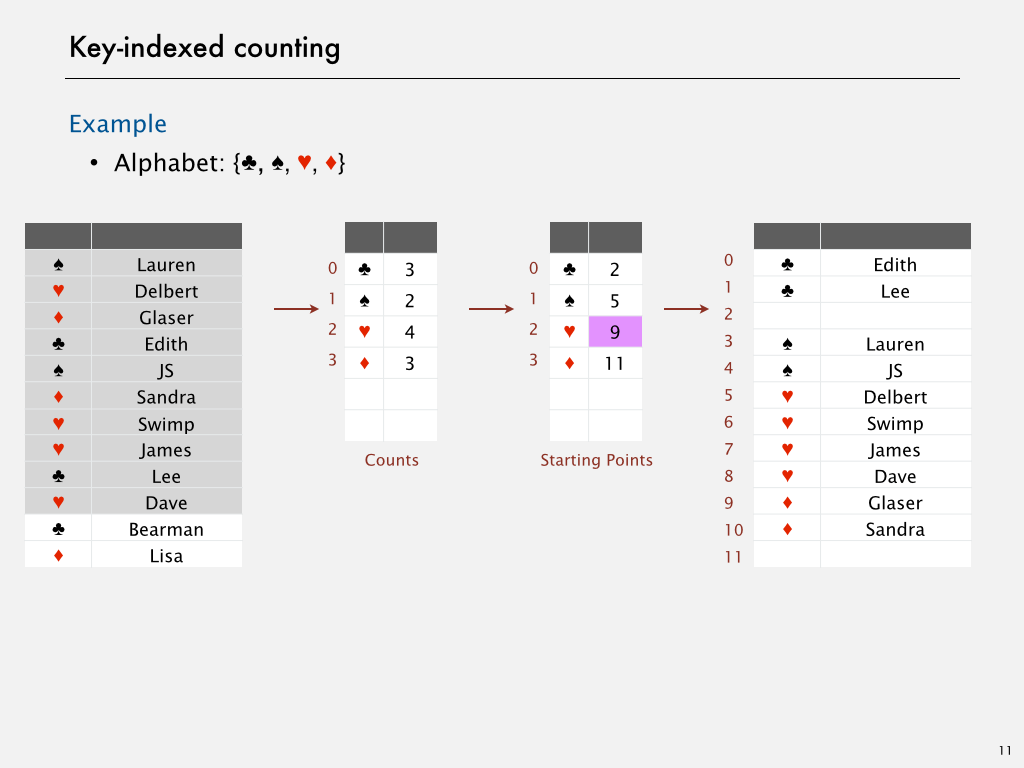 Key-indexed counting
Example
• Alphabet: {♣, ♠, ♥, ♦}
♠ Lauren
♥ Delbert
♦ Glaser
♣ Edith
♠ JS
♦ Sandra
♥ Swimp
♥ James
♣ Lee
♥ Dave
♣ Bearman
♦ Lisa
0 ♣ 3
1 ♠ 2
2 ♥ 4
3 ♦ 3
Counts
0 ♣ 2
1 ♠ 5
2 ♥ 9
3 ♦ 11
Starting Points
0 ♣ Edith
1 ♣ Lee
2
3 ♠ Lauren
4 ♠ JS
5 ♥ Delbert
6 ♥ Swimp
7 ♥ James
8 ♥ Dave
9 ♦ Glaser
10 ♦ Sandra
11
11